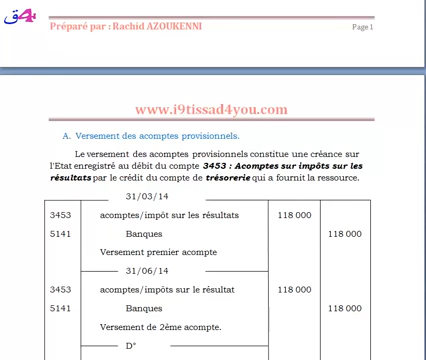 ق4
Préparé par : Rachid AZOUKENNI
Page 1
www.i9tissad4you.com
A. Versement des acomptes provisionnels.
Le versement des acomptes provisionnels constitue une créance sur
l'Etat enregistré au débit du compte 3453 : Acomptes sur impôts sur les
résultats par le crédit du compte de trésorerie qui a fournit la ressource.
31/03/14
3453 acomptes/impôt sur les résultats 118 000
5141 Banques 118 000
Versement premier acompte
31/06/14
3453 acomptes/impôts sur le résultat 118 000
5141 Banques 118 000
Versement de 2éme acompte.
D°